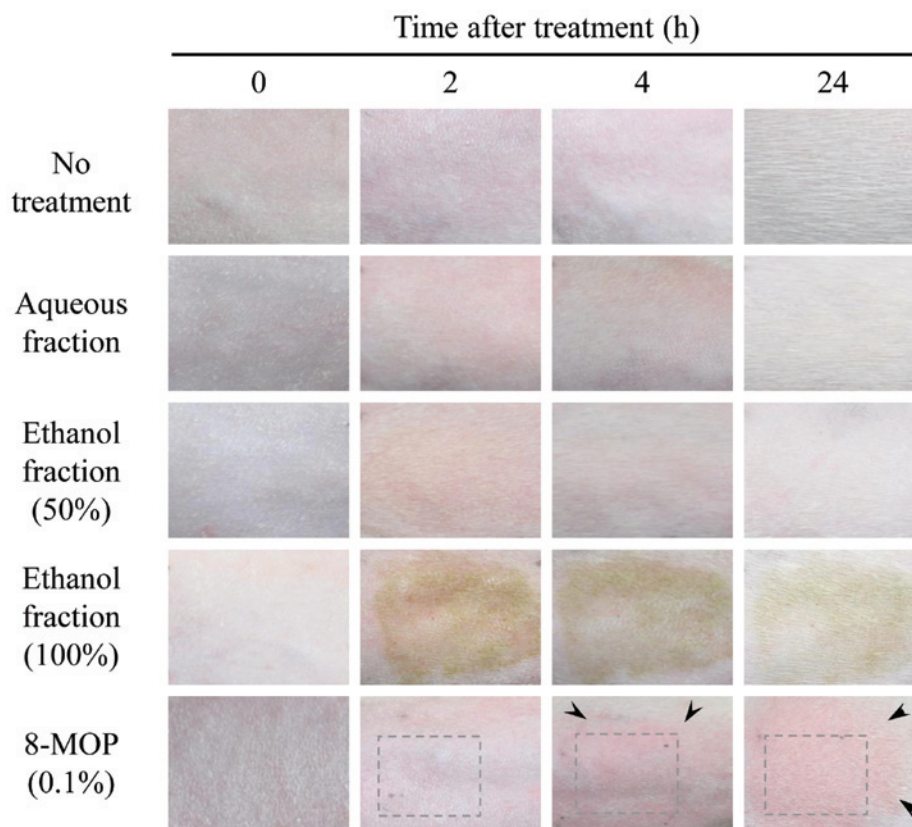 Time after treatment (h)
0 2 4 24
No
treatment
Aqueous
fraction
Ethanol
fraction
(50%)
Ethanol
fraction
(100%)
8-MOP
(0.1%)